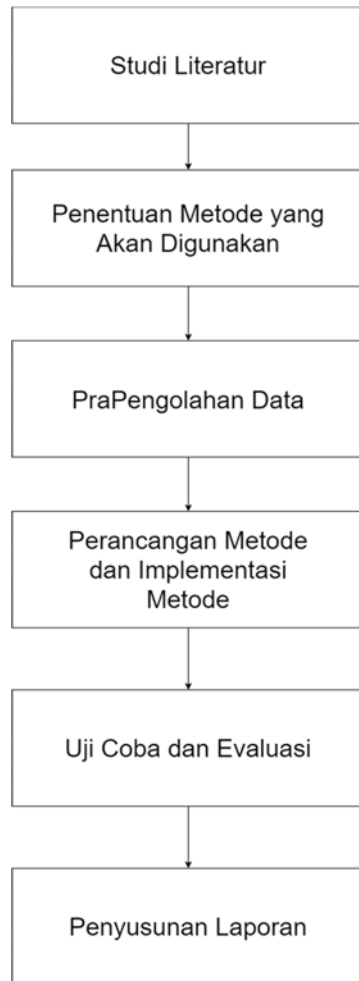 Studi Literatur
Penentuan Metode yang
Akan Digunakan
PraPengolahan Data
Perancangan Metode
dan Implementasi
Metode
Uji Coba dan Evaluasi
Penyusunan Laporan